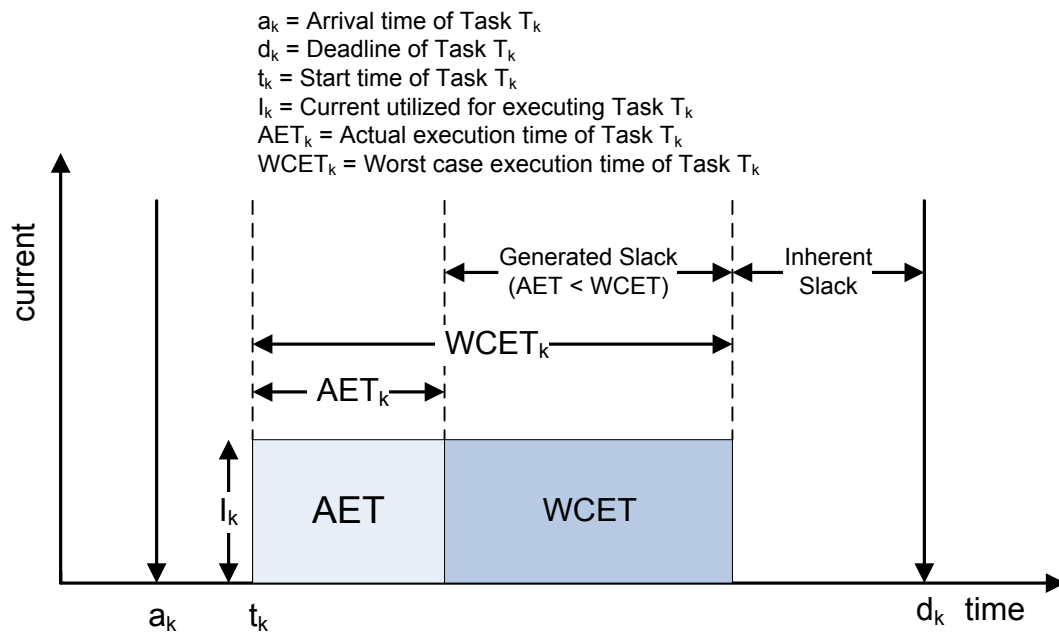 aₖ = Arrival time of Task Tₖ
dₖ = Deadline of Task Tₖ
tₖ = Start time of Task Tₖ
Iₖ = Current utilized for executing Task Tₖ
AETₖ = Actual execution time of Task Tₖ
WCETₖ = Worst case execution time of Task Tₖ
current
Generated Slack
(AET < WCET)
Inherent
Slack
WCETₖ
AETₖ
Iₖ
AET
WCET
aₖ
tₖ
dₖ
time